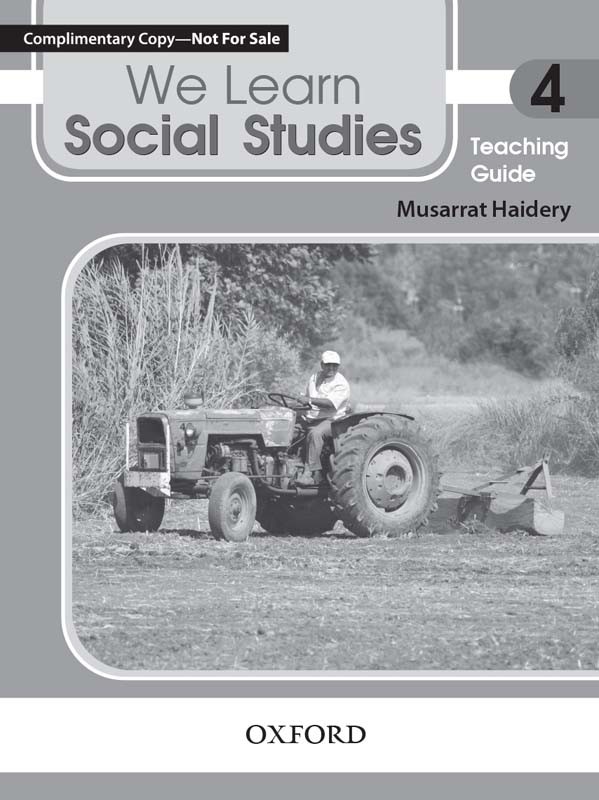 Complimentary Copy—Not For Sale
We Learn
Social Studies
4
Teaching
Guide
Musarrat Haidery
OXFORD